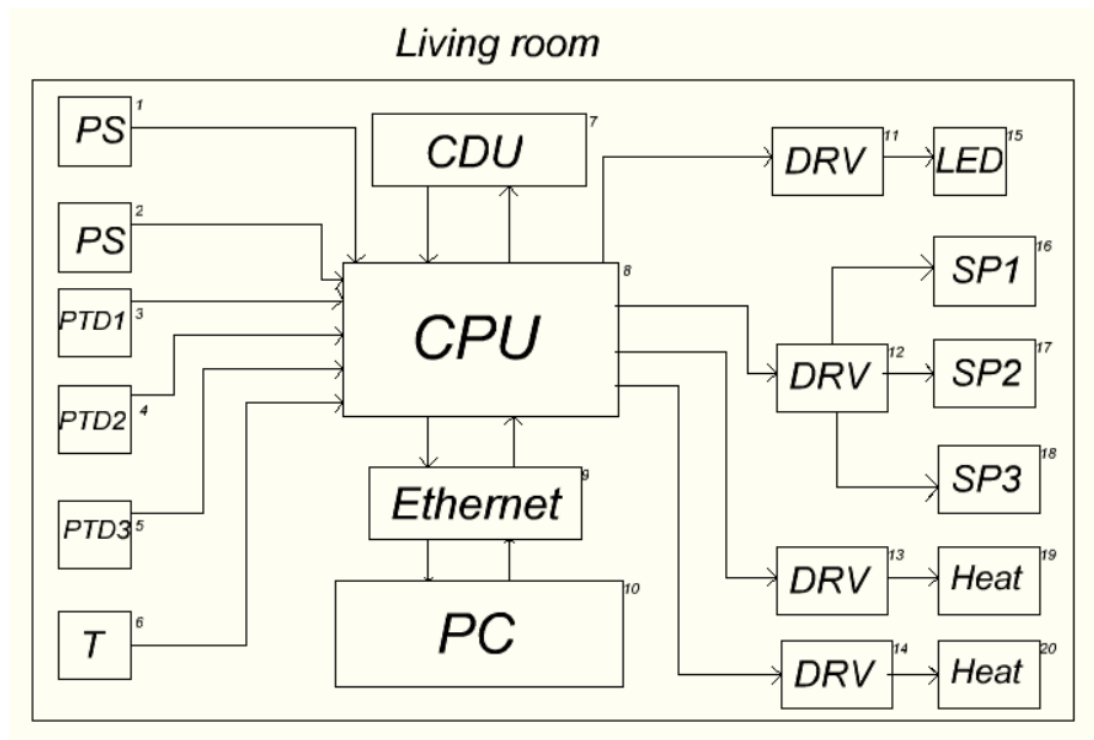 Living room
PS 1
PS 2
PTD1 3
PTD2 4
PTD3 5
T 6
CDU 7
CPU 8
Ethernet 9
PC 10
DRV 11
DRV 12
DRV 13
DRV 14
LED 15
SP1 16
SP2 17
SP3 18
Heat 19
Heat 20